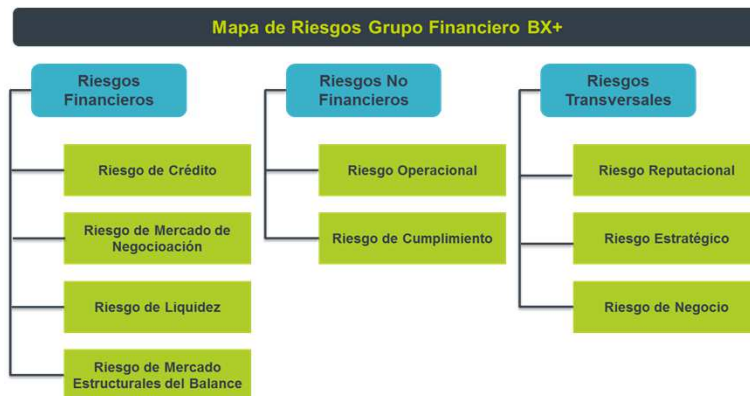 Mapa de Riesgos Grupo Financiero BX+
Riesgos
Financieros
Riesgo de Crédito
Riesgo de Mercado de
Negocioación
Riesgo de Liquidez
Riesgo de Mercado
Estructurales del Balance
Riesgos No
Financieros
Riesgo Operacional
Riesgo de Cumplimiento
Riesgos
Transversales
Riesgo Reputacional
Riesgo Estratégico
Riesgo de Negocio